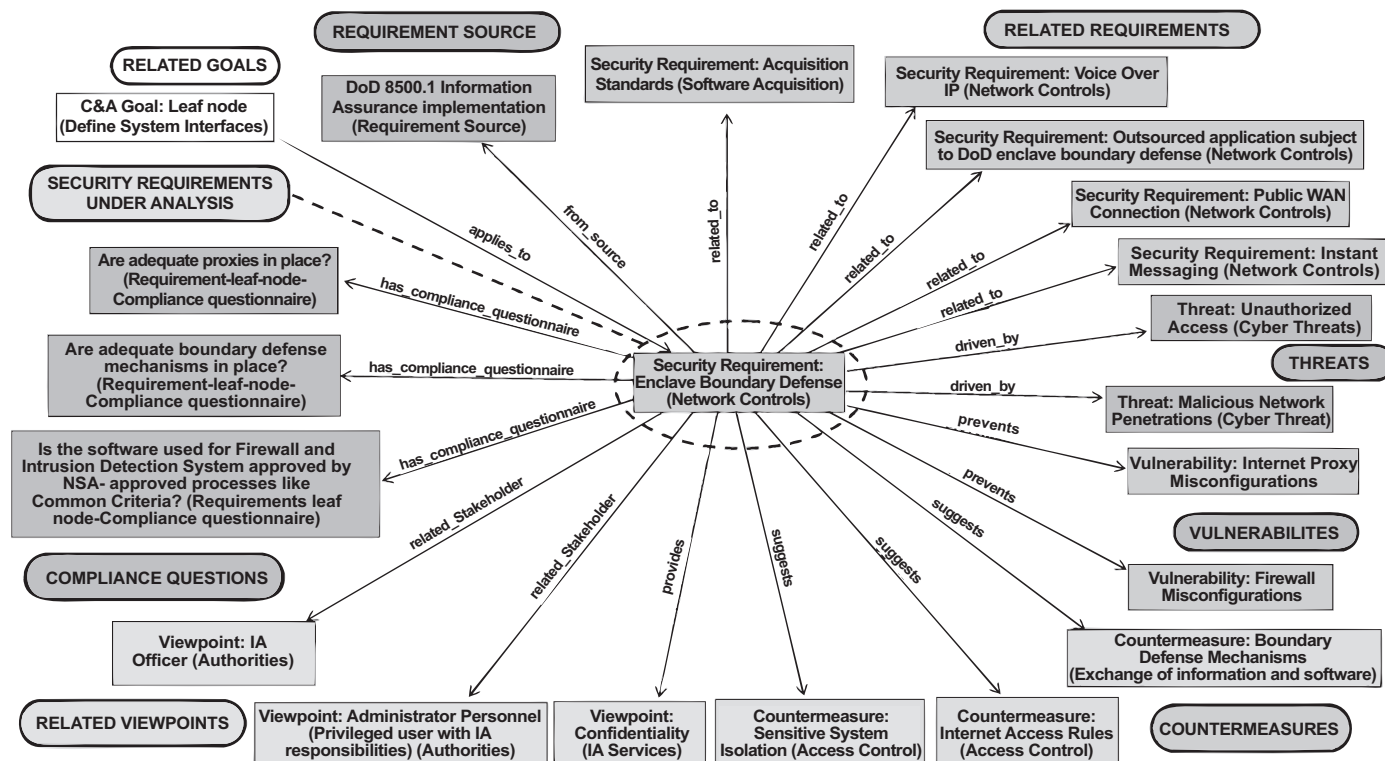 REQUIREMENT SOURCE
RELATED REQUIREMENTS
RELATED GOALS
C&A Goal: Leaf node
(Define System Interfaces)
DoD 8500.1 Information
Assurance implementation
(Requirement Source)
Security Requirement: Acquisition
Standards (Software Acquisition)
Security Requirement: Voice Over
IP (Network Controls)
Security Requirement: Outsourced application subject
to DoD enclave boundary defense (Network Controls)
SECURITY REQUIREMENTS
UNDER ANALYSIS
Security Requirement: Public WAN
Connection (Network Controls)
Security Requirement: Instant
Messaging (Network Controls)
applies_to
from_source
related_to
related_to
related_to
related_to
related_to
Are adequate proxies in place?
(Requirement-leaf-node-
Compliance questionnaire)
has_compliance_questionnaire
Threat: Unauthorized
Access (Cyber Threats)
driven_by
THREATS
Are adequate boundary defense
mechanisms in place?
(Requirement-leaf-node-
Compliance questionnaire)
has_compliance_questionnaire
Security Requirement:
Enclave Boundary Defense
(Network Controls)
driven_by
Threat: Malicious Network
Penetrations (Cyber Threat)
Is the software used for Firewall and
Intrusion Detection System approved by
NSA- approved processes like
Common Criteria? (Requirements leaf
node-Compliance questionnaire)
has_compliance_questionnaire
prevents
Vulnerability: Internet Proxy
Misconfigurations
prevents
VULNERABILITES
Vulnerability: Firewall
Misconfigurations
COMPLIANCE QUESTIONS
related_Stakeholder
related_Stakeholder
provides
suggests
suggests
suggests
Viewpoint: IA
Officer (Authorities)
Countermeasure: Boundary
Defense Mechanisms
(Exchange of information and software)
RELATED VIEWPOINTS
Viewpoint: Administrator Personnel
(Privileged user with IA
responsibilities) (Authorities)
Viewpoint:
Confidentiality
(IA Services)
Countermeasure:
Sensitive System
Isolation (Access Control)
Countermeasure:
Internet Access Rules
(Access Control)
COUNTERMEASURES